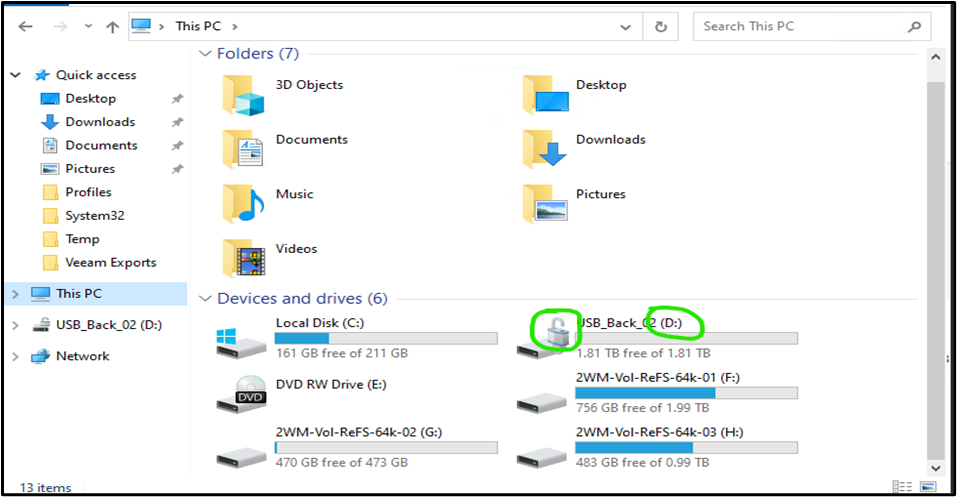 This PC
Search This PC
Quick access
Desktop
Downloads
Documents
Pictures
Profiles
System32
Temp
Veeam Exports
This PC
USB_Back_02 (D:)
Network
Folders (7)
3D Objects
Desktop
Documents
Downloads
Music
Pictures
Videos
Devices and drives (6)
Local Disk (C:)
161 GB free of 211 GB
USB_Back_02 (D:)
1.81 TB free of 1.81 TB
DVD RW Drive (E:)
DVD
2WM-Vol-ReFS-64k-01 (F:)
756 GB free of 1.99 TB
2WM-Vol-ReFS-64k-02 (G:)
470 GB free of 473 GB
2WM-Vol-ReFS-64k-03 (H:)
483 GB free of 0.99 TB
13 items